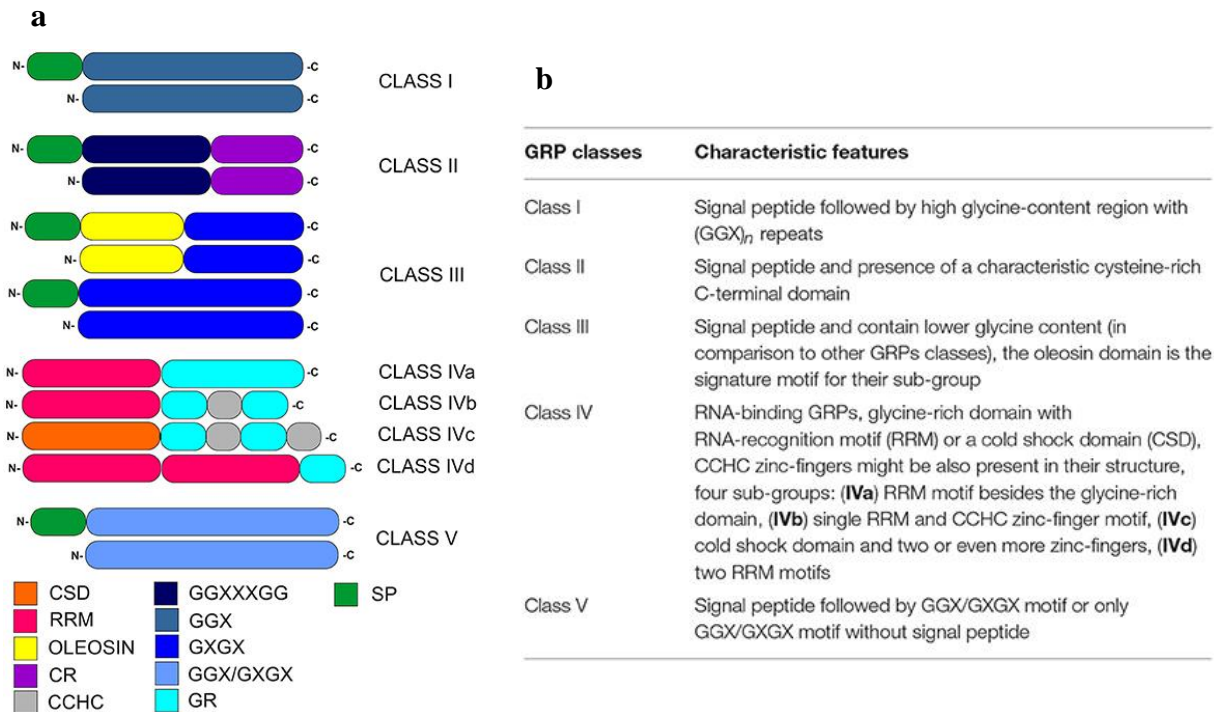 a
N- -C
N- -C
CLASS I
N- -C
N- -C
CLASS II
N- -C
N- -C
N- -C
N- -C
CLASS III
N- -C CLASS IVa
N- -C CLASS IVb
N- -C CLASS IVc
N- -C CLASS IVd
N- -C
N- -C
CLASS V
CSD GGXXXGG SP
RRM GGX
OLEOSIN GXGX
CR GGX/GXGX
CCHC GR
b
GRP classes Characteristic features
Class I Signal peptide followed by high glycine-content region with
(GGX)n repeats
Class II Signal peptide and presence of a characteristic cysteine-rich
C-terminal domain
Class III Signal peptide and contain lower glycine content (in
comparison to other GRPs classes), the oleosin domain is the
signature motif for their sub-group
Class IV RNA-binding GRPs, glycine-rich domain with
RNA-recognition motif (RRM) or a cold shock domain (CSD),
CCHC zinc-fingers might be also present in their structure,
four sub-groups: (IVa) RRM motif besides the glycine-rich
domain, (IVb) single RRM and CCHC zinc-finger motif, (IVc)
cold shock domain and two or even more zinc-fingers, (IVd)
two RRM motifs
Class V Signal peptide followed by GGX/GXGX motif or only
GGX/GXGX motif without signal peptide